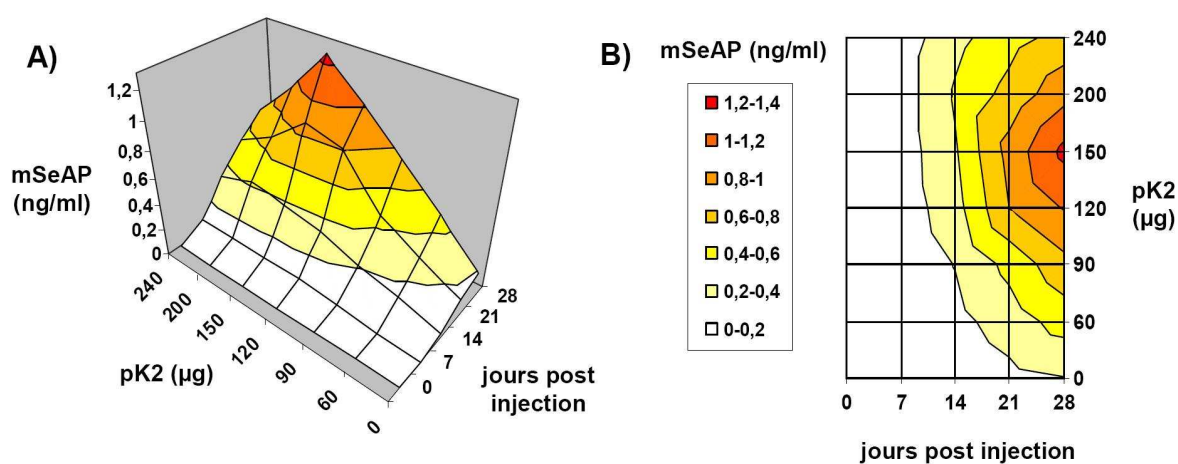 A)
1,2
1
0,8
0,6
0,4
0,2
0
mSeAP
(ng/ml)
240
200
150
120
90
60
0
pK2 (µg)
0
7
14
21
28
jours post
injection
B)
mSeAP (ng/ml)
1,2-1,4
1-1,2
0,8-1
0,6-0,8
0,4-0,6
0,2-0,4
0-0,2
240
200
150
120
90
60
0
pK2
(µg)
0 7 14 21 28
jours post injection